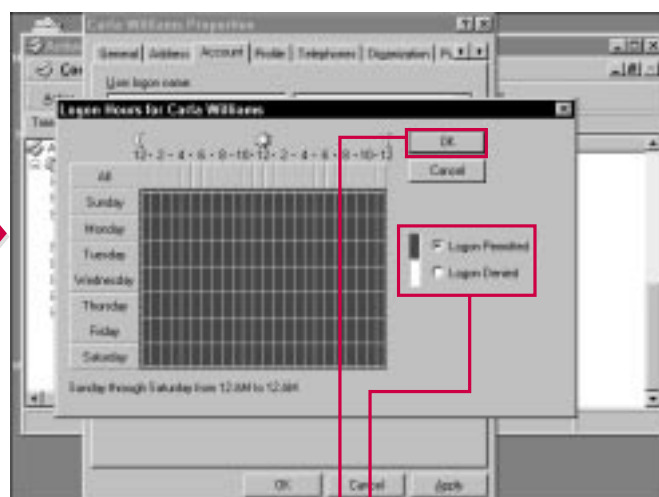 Carla Williams Properties
General Address Account Profile Telephones Organization
User logon name
Logon Hours for Carla Williams
12 - 2 - 4 - 6 - 8 - 10 - 12 - 2 - 4 - 6 - 8 - 10 - 12
OK
Cancel
All
Sunday
Monday
Tuesday
Wednesday
Thursday
Friday
Saturday
Logon Permitted
Logon Denied
Sunday through Saturday from 12 AM to 12 AM
OK Cancel Apply